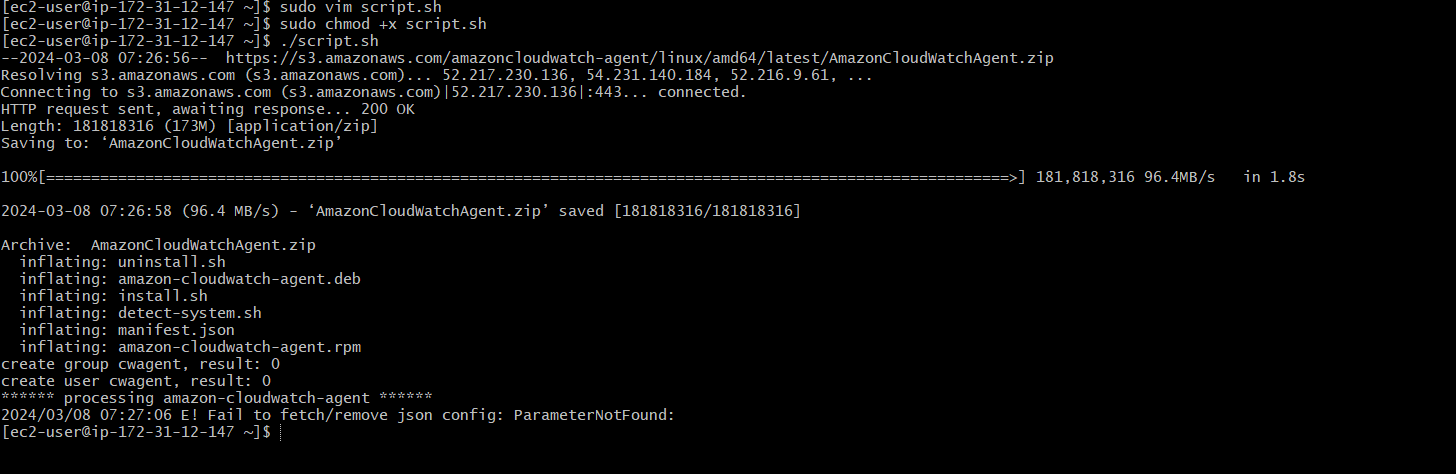 [ec2-user@ip-172-31-12-147 ~]$ sudo vim script.sh
[ec2-user@ip-172-31-12-147 ~]$ sudo chmod +x script.sh
[ec2-user@ip-172-31-12-147 ~]$ ./script.sh
--2024-03-08 07:26:56--  https://s3.amazonaws.com/amazoncloudwatch-agent/linux/amd64/latest/AmazonCloudWatchAgent.zip
Resolving s3.amazonaws.com (s3.amazonaws.com)... 52.217.230.136, 54.231.140.184, 52.216.9.61, ...
Connecting to s3.amazonaws.com (s3.amazonaws.com)|52.217.230.136|:443... connected.
HTTP request sent, awaiting response... 200 OK
Length: 181818316 (173M) [application/zip]
Saving to: ‘AmazonCloudWatchAgent.zip’
100%[===========================================================================================================>] 181,818,316 96.4MB/s   in 1.8s
2024-03-08 07:26:58 (96.4 MB/s) - ‘AmazonCloudWatchAgent.zip’ saved [181818316/181818316]
Archive:  AmazonCloudWatchAgent.zip
  inflating: uninstall.sh
  inflating: amazon-cloudwatch-agent.deb
  inflating: install.sh
  inflating: detect-system.sh
  inflating: manifest.json
  inflating: amazon-cloudwatch-agent.rpm
create group cwagent, result: 0
create user cwagent, result: 0
****** processing amazon-cloudwatch-agent ******
2024/03/08 07:27:06 E! Fail to fetch/remove json config: ParameterNotFound:
[ec2-user@ip-172-31-12-147 ~]$